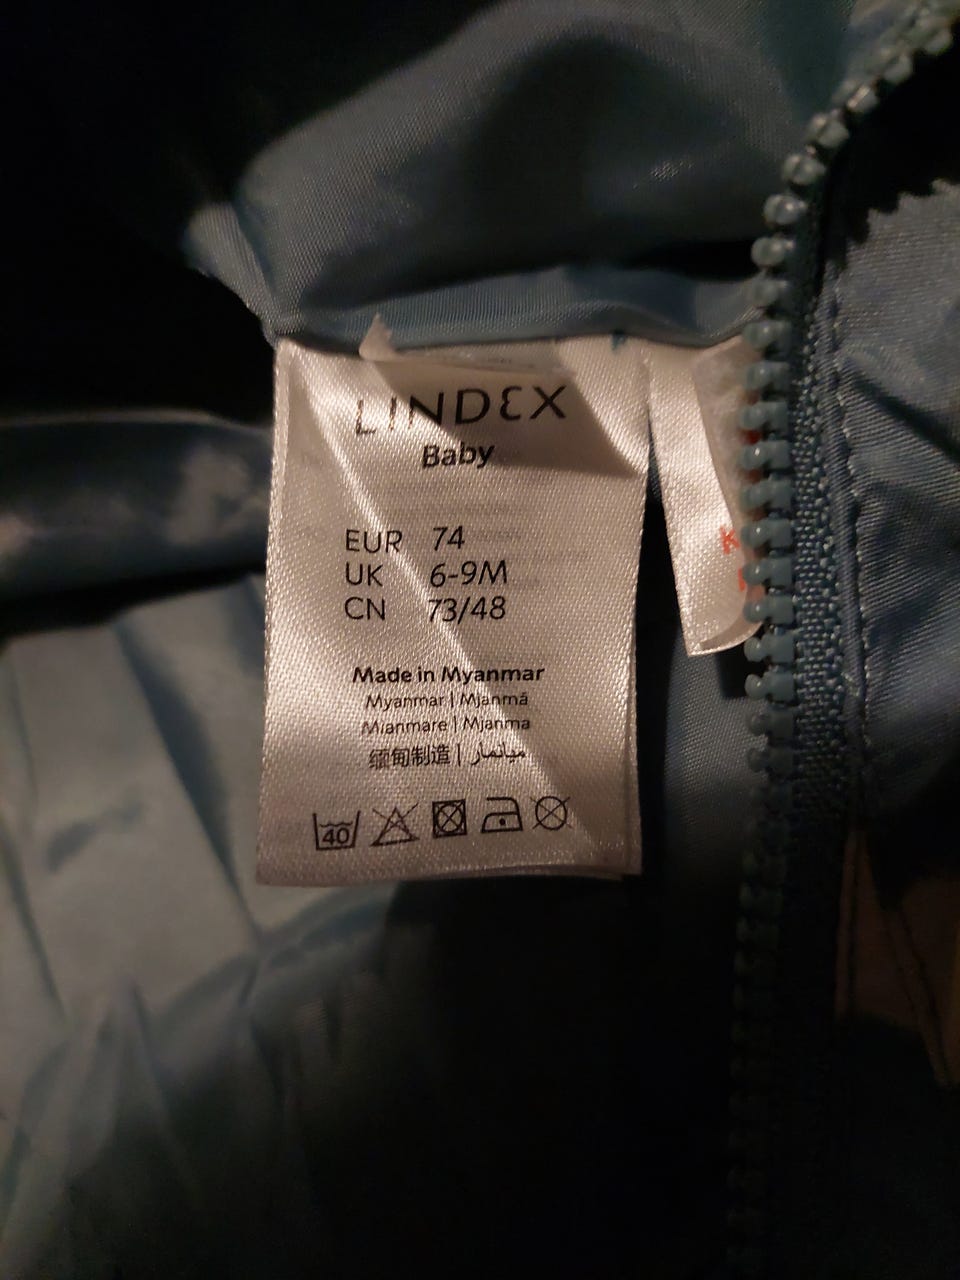 LINDEX
Baby
EUR 74
UK 6-9M
CN 73/48
Made in Myanmar
Myanmar | Mjanmā
Mianmare | Mjanma
缅甸制造 | ميانمار
40
K